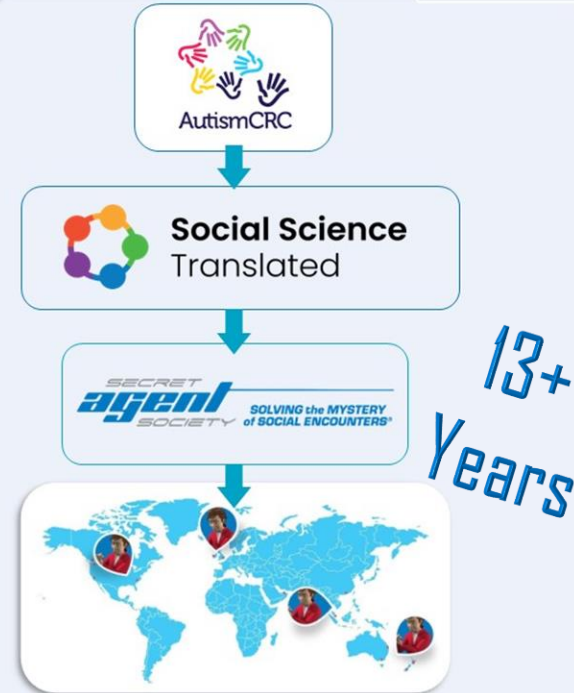 AutismCRC
Social Science
Translated
SECRET
agent
SOCIETY
SOLVING the MYSTERY
of SOCIAL ENCOUNTERS®
13+
Years